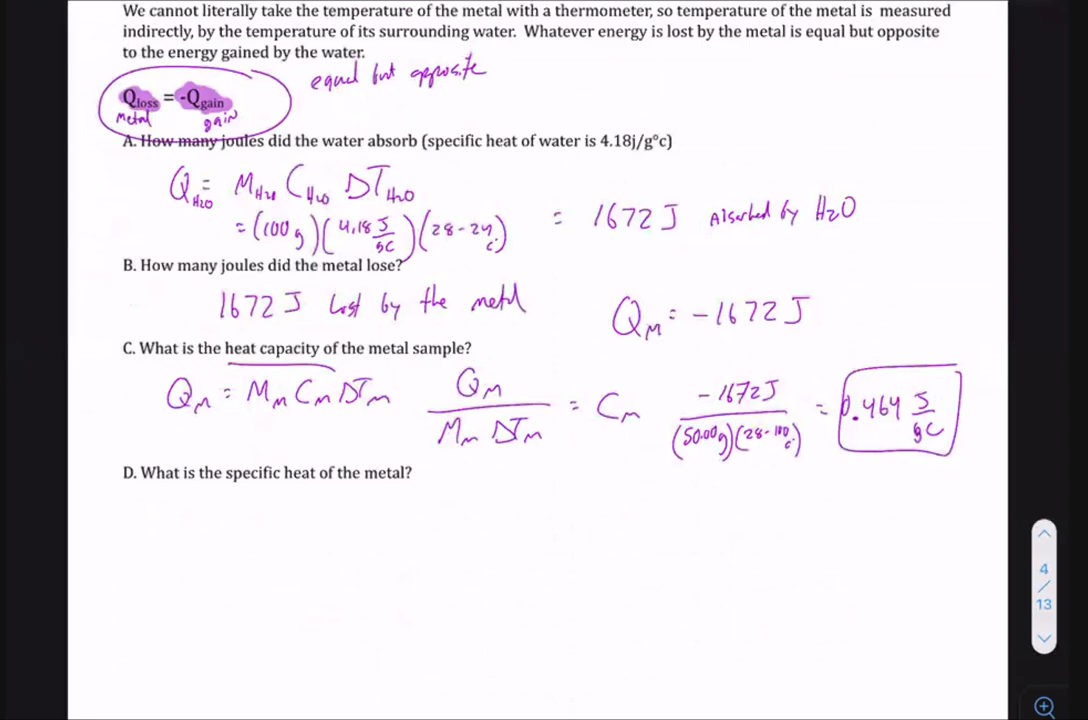 We cannot literally take the temperature of the metal with a thermometer, so temperature of the metal is measured
indirectly, by the temperature of its surrounding water. Whatever energy is lost by the metal is equal but opposite
to the energy gained by the water.
equal but opposite
Qloss = -Qgain
metal gain
A. How many joules did the water absorb (specific heat of water is 4.18j/g°c)
Q H2O = M H2O C H2O ΔT H2O
= (100 g) (4.18 J/gC) (28-24 c°) = 1672 J Absorbed by H2O
B. How many joules did the metal lose?
1672 J Lost by the metal QM = -1672 J
C. What is the heat capacity of the metal sample?
QM = MM CM ΔTM QM / MM ΔTM = CM -1672 J / (50.00g)(28-100 c°) = 0.464 J/gC
D. What is the specific heat of the metal?
4
/
13